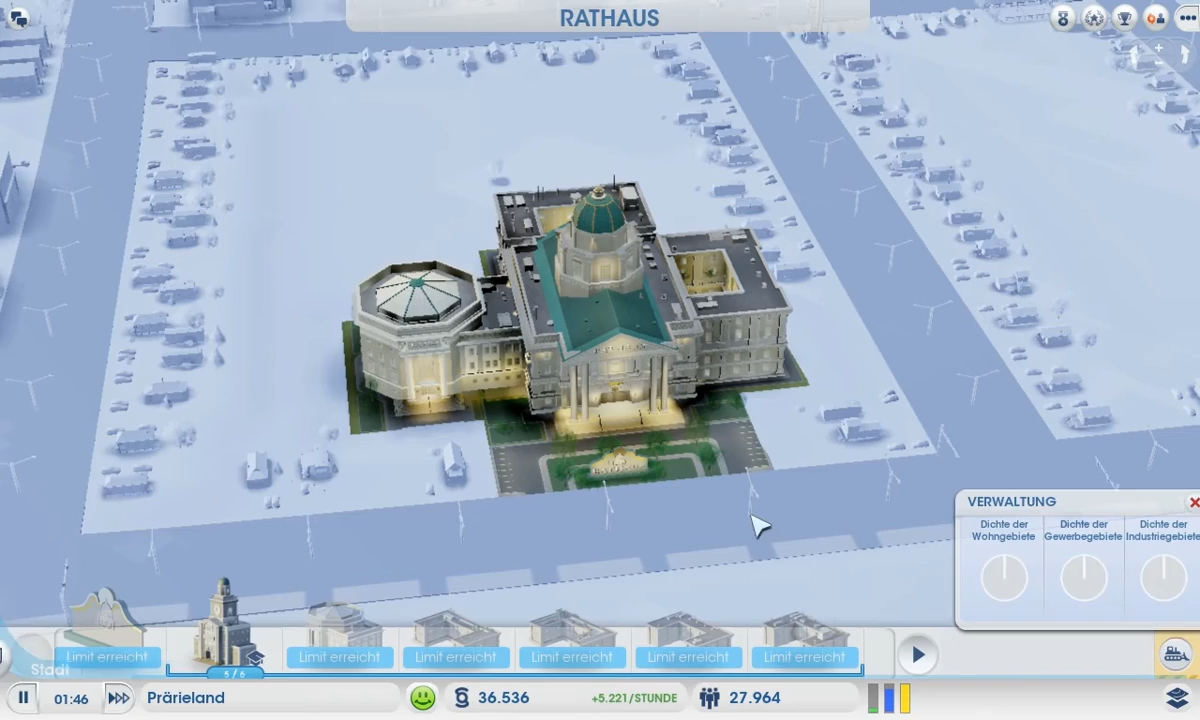 RATHAUS
VERWALTUNG
Dichte der Wohngebiete
Dichte der Gewerbegebiete
Dichte der Industriegebiete
Limit erreicht
Limit erreicht
Limit erreicht
Limit erreicht
Limit erreicht
Limit erreicht
Stadt
5 / 6
01:46
Prärieland
36.536
+5.221/STUNDE
27.964